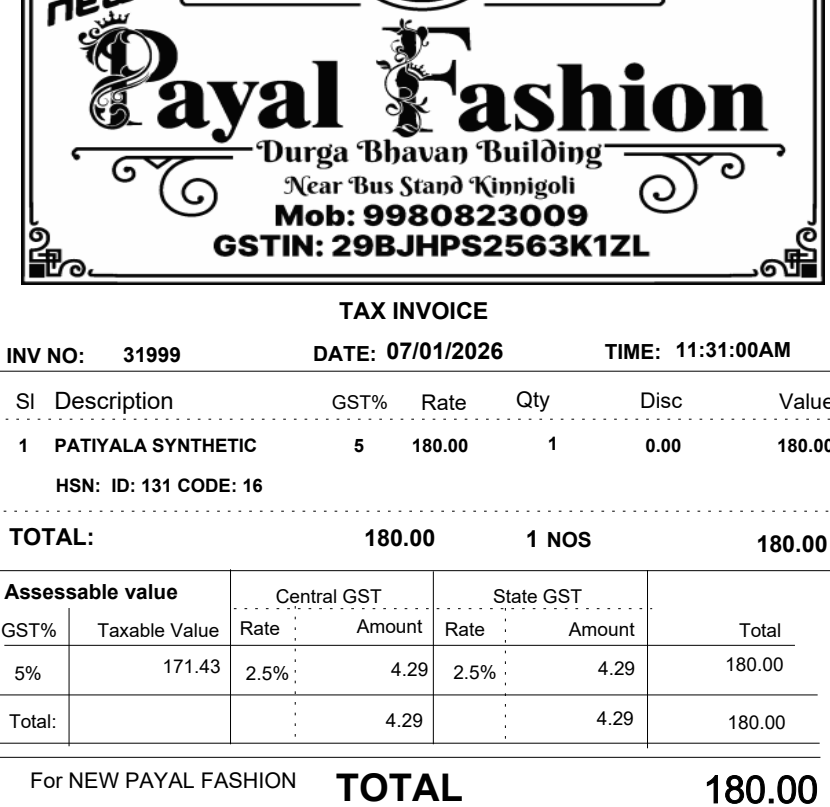 new
Payal Fashion
Durga Bhavan Building
Near Bus Stand Kinnigoli
Mob: 9980823009
GSTIN: 29BJHPS2563K1ZL
TAX INVOICE
INV NO: 31999 DATE: 07/01/2026 TIME: 11:31:00AM
Sl Description GST% Rate Qty Disc Value
1 PATIYALA SYNTHETIC 5 180.00 1 0.00 180.00
HSN: ID: 131 CODE: 16
TOTAL: 180.00 1 NOS 180.00
Assessable value Central GST State GST
GST% Taxable Value Rate Amount Rate Amount Total
5% 171.43 2.5% 4.29 2.5% 4.29 180.00
Total: 4.29 4.29 180.00
For NEW PAYAL FASHION TOTAL 180.00